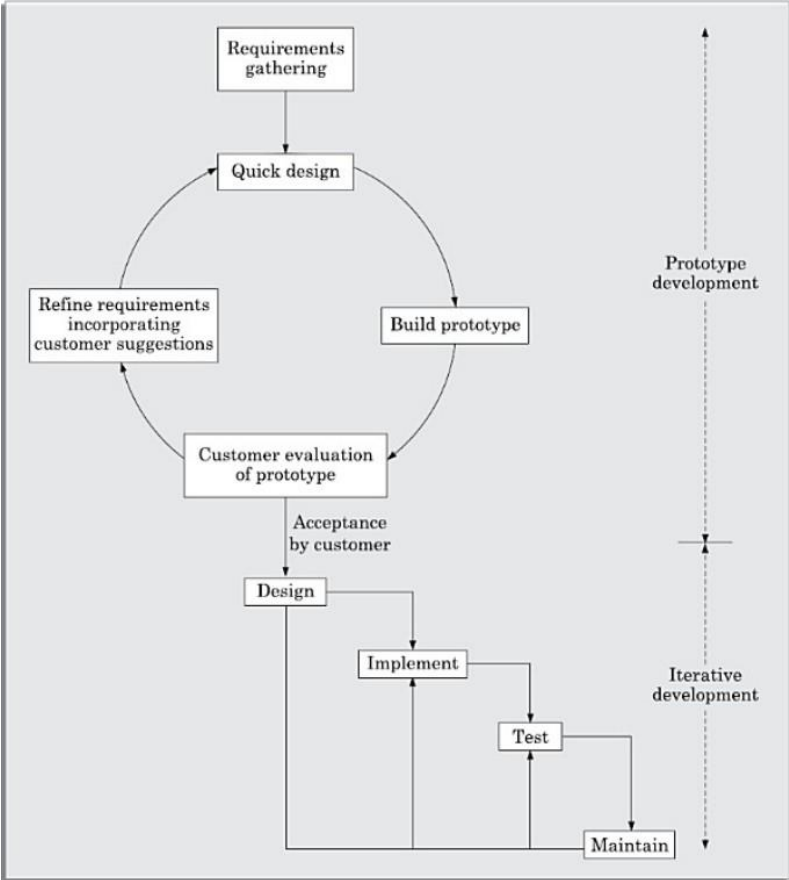 Requirements
gathering
Quick design
Prototype
development
Refine requirements
incorporating
customer suggestions
Build prototype
Customer evaluation
of prototype
Acceptance
by customer
Design
Implement
Iterative
development
Test
Maintain